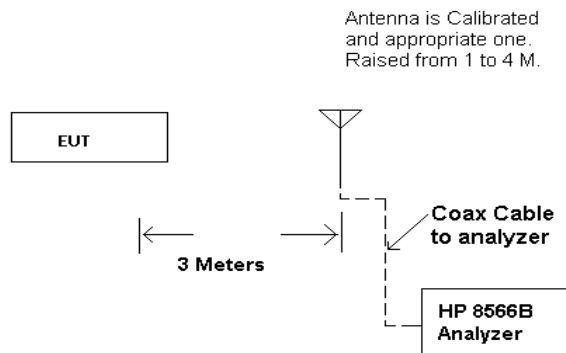 Antenna is Calibrated
and appropriate one.
Raised from 1 to 4 M.
EUT
Coax Cable
to analyzer
3 Meters
HP 8566B
Analyzer